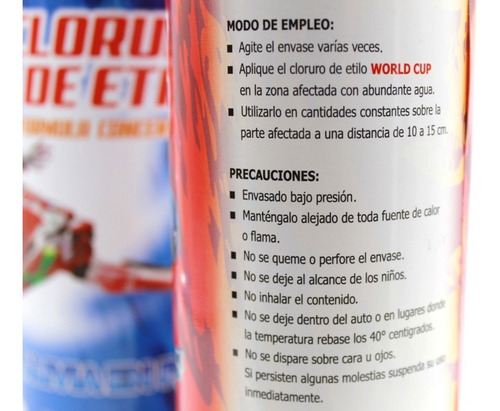 CLORU
DE ETI
FORMULA CONCEN
MODO DE EMPLEO:
▪ Agite el envase varías veces.
▪ Aplique el cloruro de etilo WORLD CUP
en la zona afectada con abundante agua.
▪ Utilizarlo en cantidades constantes sobre la
parte afectada a una distancia de 10 a 15 cm.
PRECAUCIONES:
▪ Envasado bajo presión.
▪ Manténgalo alejado de toda fuente de calor
o flama.
▪ No se queme o perfore el envase.
▪ No se deje al alcance de los niños.
▪ No inhalar el contenido.
▪ No se deje dentro del auto o en lugares donde
la temperatura rebase los 40° centigrados.
▪ No se dispare sobre cara u ojos.
Si persisten algunas molestias suspenda su uso
inmediatamente.